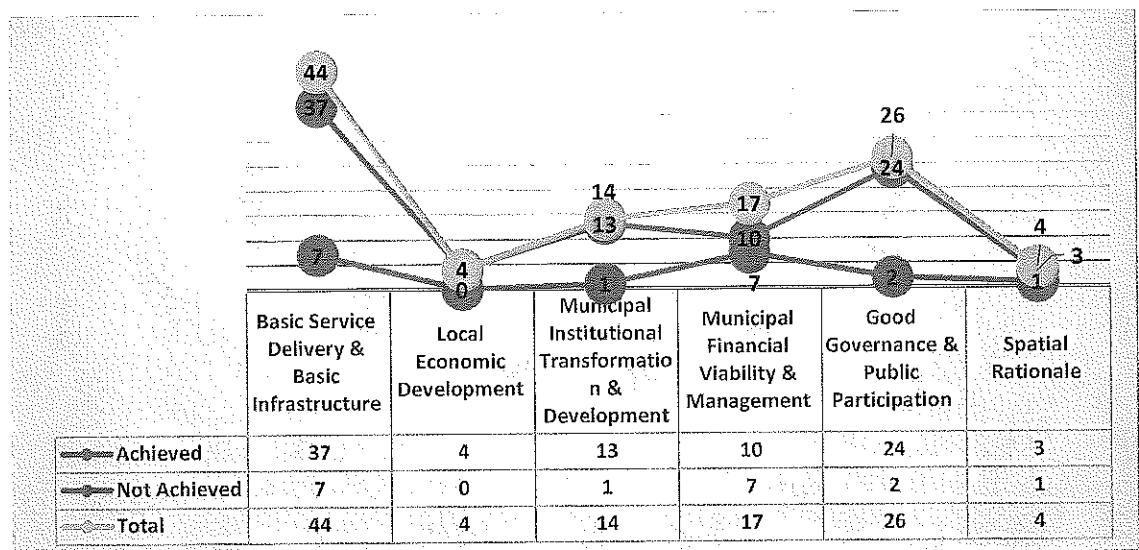 44
37
7
4
0
14
13
1
17
10
7
26
24
2
4
3
1
Basic Service
Delivery &
Basic
Infrastructure
Local
Economic
Development
Municipal
Institutional
Transformatio
n &
Development
Municipal
Financial
Viability &
Management
Good
Governance &
Public
Participation
Spatial
Rationale
Achieved 37 4 13 10 24 3
Not Achieved 7 0 1 7 2 1
Total 44 4 14 17 26 4